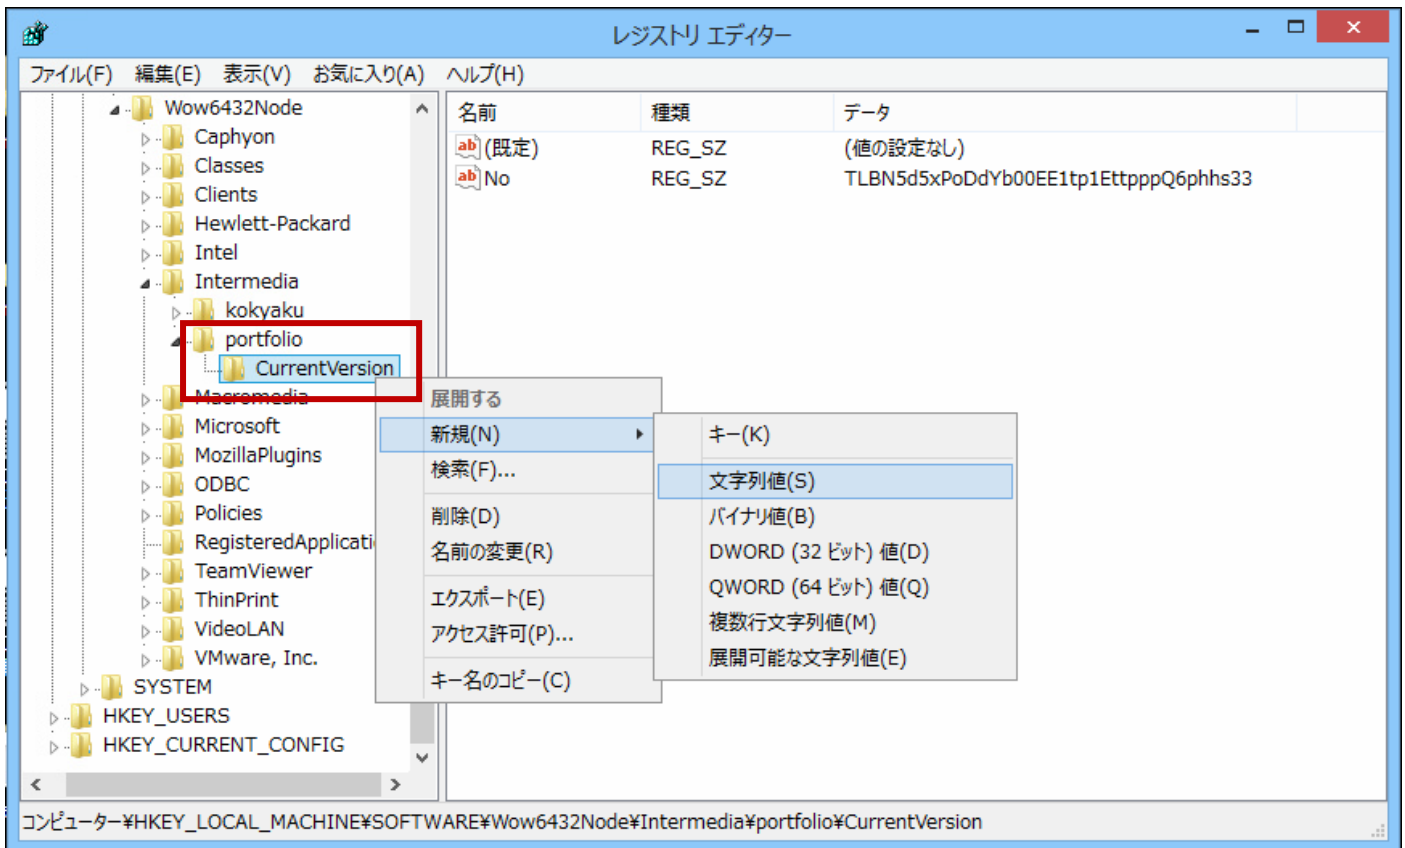 レジストリ エディター
ファイル(F) 編集(E) 表示(V) お気に入り(A) ヘルプ(H)
Wow6432Node
Caphyon
Classes
Clients
Hewlett-Packard
Intel
Intermedia
kokyaku
portfolio
CurrentVersion
Macromedia
Microsoft
MozillaPlugins
ODBC
Policies
RegisteredApplicati
TeamViewer
ThinPrint
VideoLAN
VMware, Inc.
SYSTEM
HKEY_USERS
HKEY_CURRENT_CONFIG
名前 種類 データ
ab (既定) REG_SZ (値の設定なし)
ab No REG_SZ TLBN5d5xPoDdYb00EE1tp1EttpppQ6phhs33
展開する
新規(N)
検索(F)...
削除(D)
名前の変更(R)
エクスポート(E)
アクセス許可(P)...
キー名のコピー(C)
キー(K)
文字列値(S)
バイナリ値(B)
DWORD (32 ビット) 値(D)
QWORD (64 ビット) 値(Q)
複数行文字列値(M)
展開可能な文字列値(E)
コンピューター¥HKEY_LOCAL_MACHINE¥SOFTWARE¥Wow6432Node¥Intermedia¥portfolio¥CurrentVersion